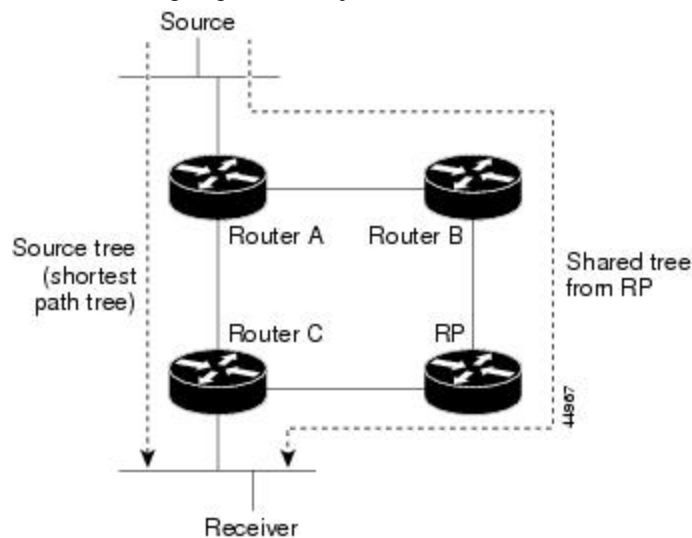 Source
Router A
Router B
Source tree
(shortest
path tree)
Shared tree
from RP
Router C
RP
44967
Receiver